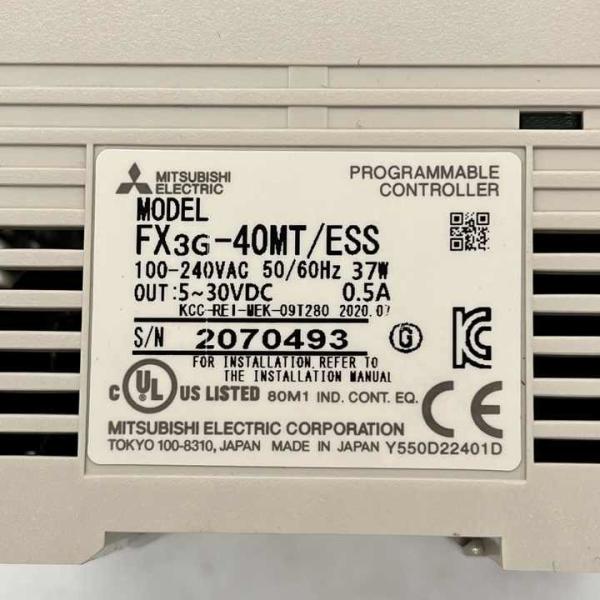 MITSUBISHI
ELECTRIC
PROGRAMMABLE
CONTROLLER
MODEL
FX3G-40MT/ESS
100-240VAC 50/60Hz 37W
OUT:5~30VDC 0.5A
KCC-REI-MEK-09T280 2020.07
S/N 2070493 G
FOR INSTALLATION,REFER TO
THE INSTALLATION MANUAL
C UL US LISTED 80M1 IND. CONT. EQ. CE
MITSUBISHI ELECTRIC CORPORATION
TOKYO 100-8310, JAPAN MADE IN JAPAN Y550D22401D